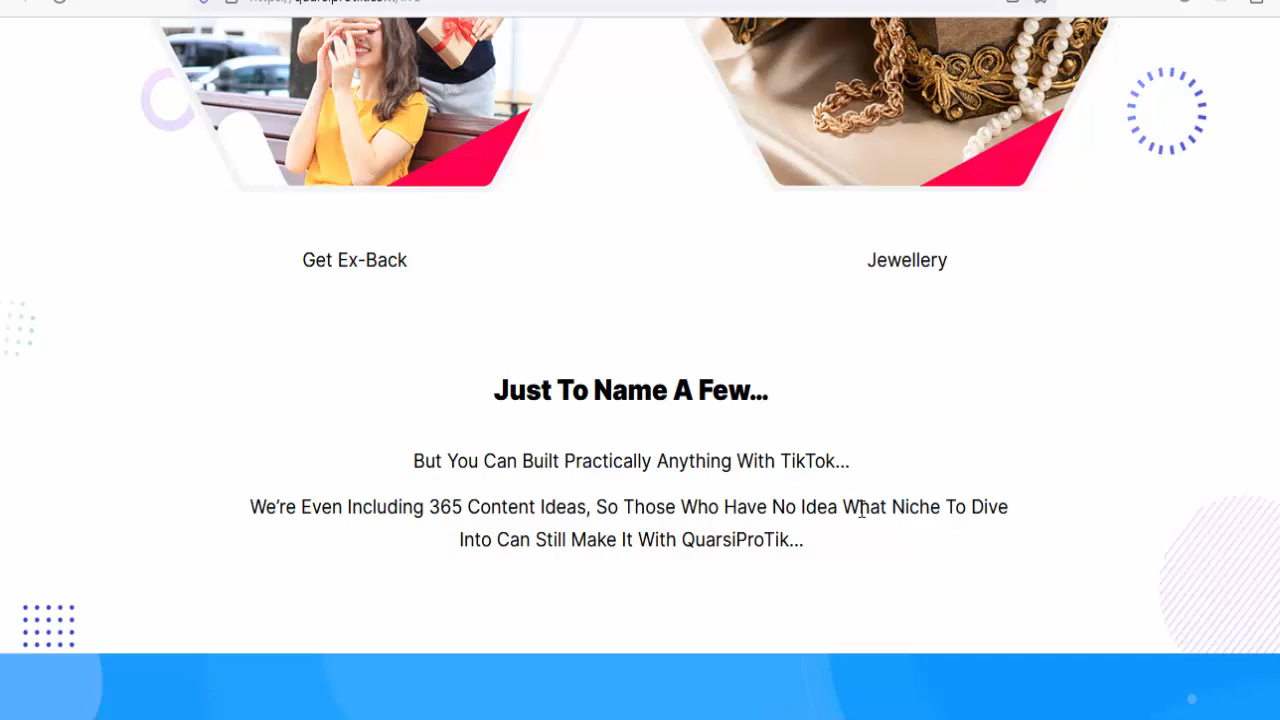 Get Ex-Back
Jewellery
Just To Name A Few...
But You Can Built Practically Anything With TikTok...
We're Even Including 365 Content Ideas, So Those Who Have No Idea What Niche To Dive
Into Can Still Make It With QuarsiProTik...